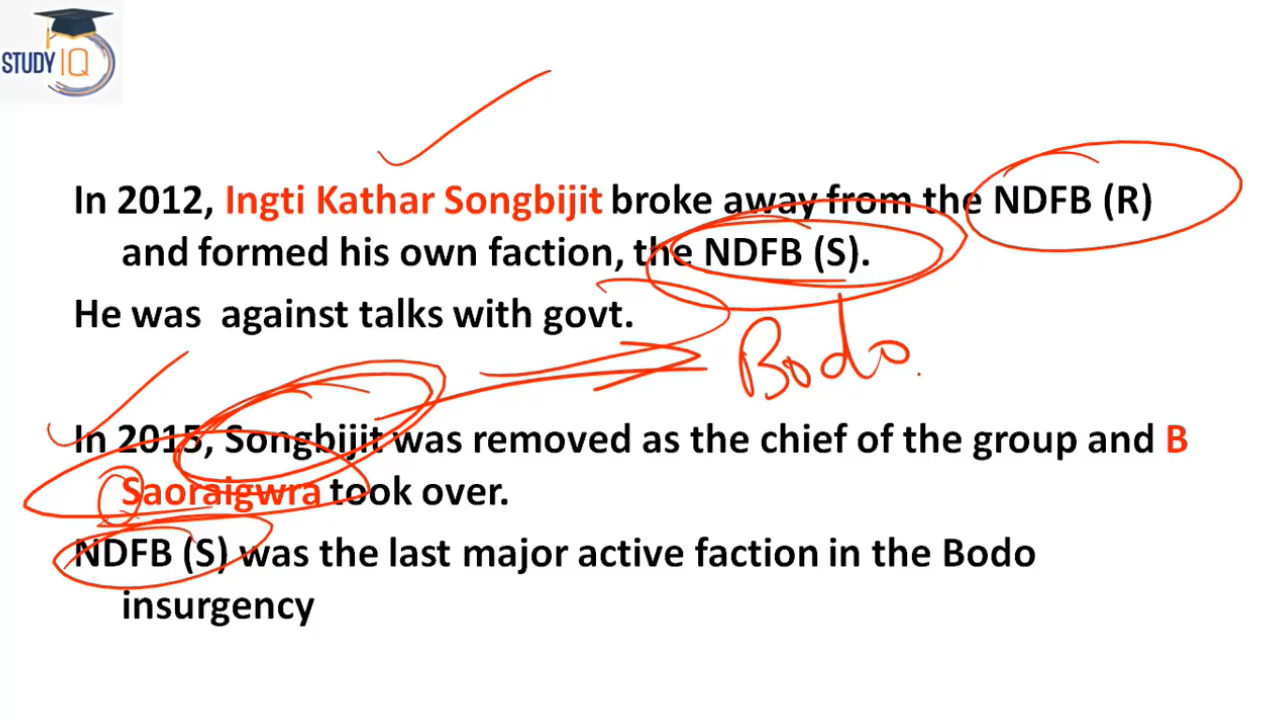 STUDY IQ
In 2012, Ingti Kathar Songbijit broke away from the NDFB (R)
and formed his own faction, the NDFB (S).
He was against talks with govt.
Bodo
In 2015, Songbijit was removed as the chief of the group and B
Saoraigwra took over.
NDFB (S) was the last major active faction in the Bodo
insurgency